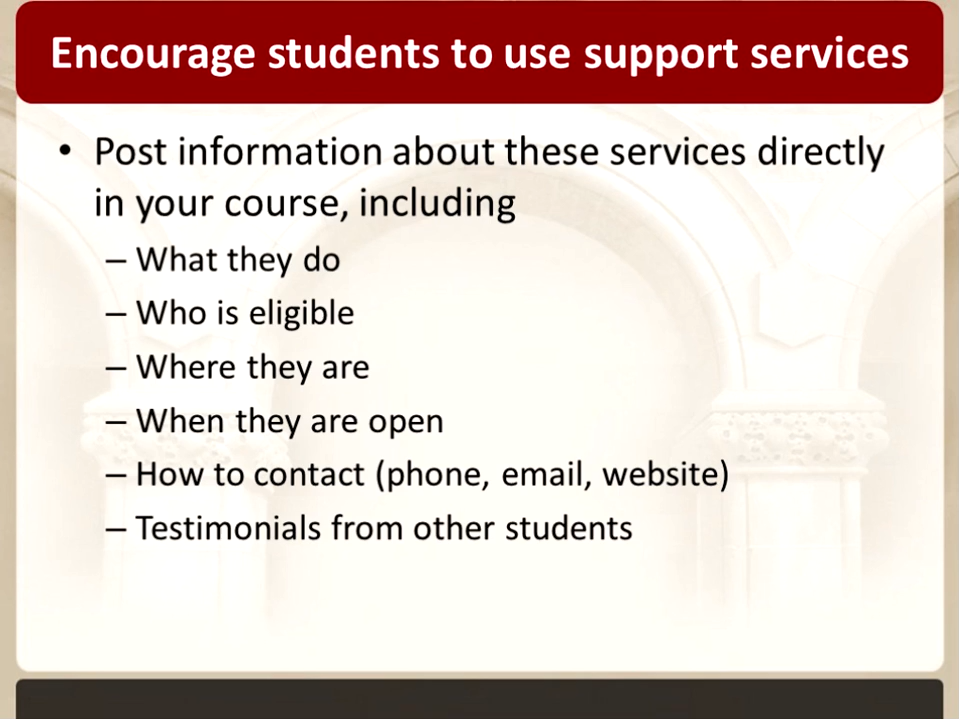 Encourage students to use support services
• Post information about these services directly
in your course, including
– What they do
– Who is eligible
– Where they are
– When they are open
– How to contact (phone, email, website)
– Testimonials from other students